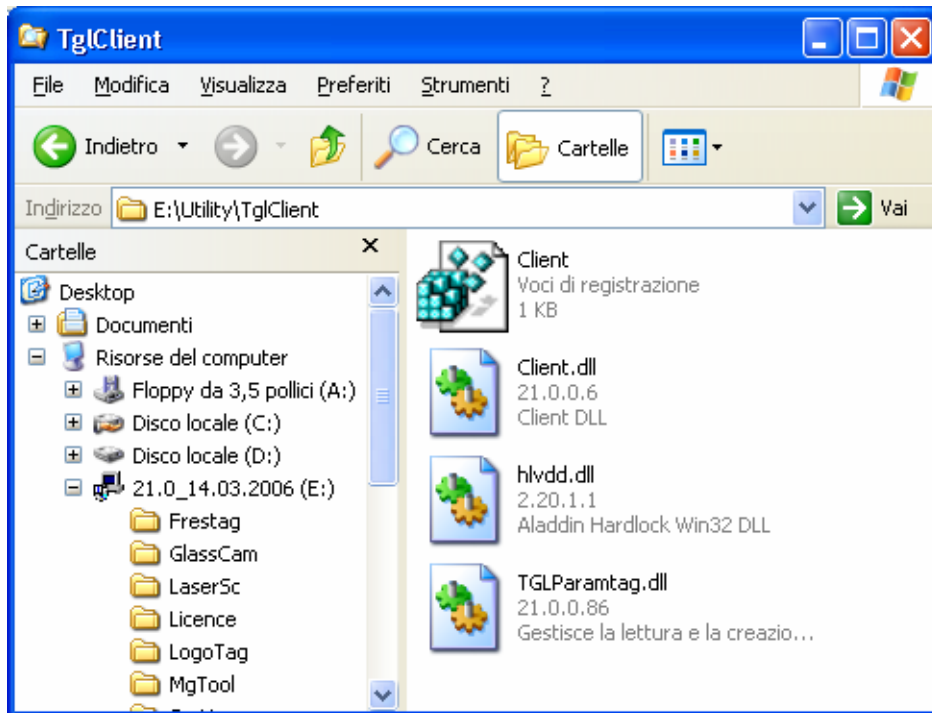 TglClient
File Modifica Visualizza Preferiti Strumenti ?
Indietro Cerca Cartelle
Indirizzo E:\Utility\TglClient Vai
Cartelle
Desktop
Documenti
Risorse del computer
Floppy da 3,5 pollici (A:)
Disco locale (C:)
Disco locale (D:)
21.0_14.03.2006 (E:)
Frestag
GlassCam
LaserSc
Licence
LogoTag
MgTool
Client
Voci di registrazione
1 KB
Client.dll
21.0.0.6
Client DLL
hlvdd.dll
2.20.1.1
Aladdin Hardlock Win32 DLL
TGLParamtag.dll
21.0.0.86
Gestisce la lettura e la creazio...